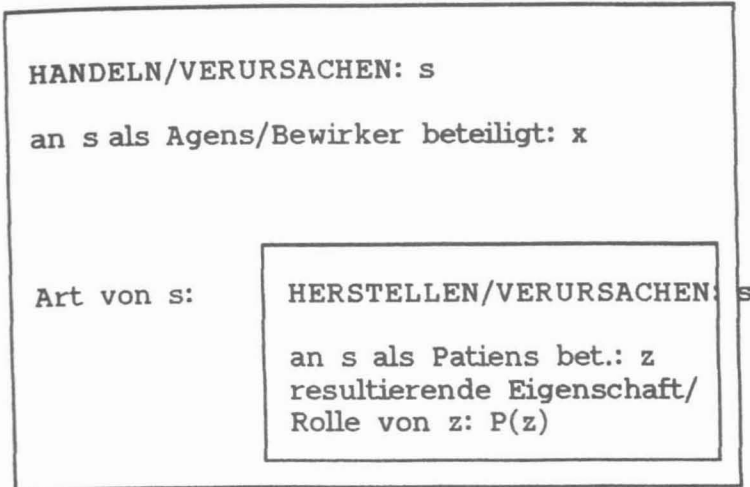 HANDELN/VERURSACHEN: s
an s als Agens/Bewirker beteiligt: x
Art von s:
HERSTELLEN/VERURSACHEN: s
an s als Patiens bet.: z
resultierende Eigenschaft/
Rolle von z: P(z)